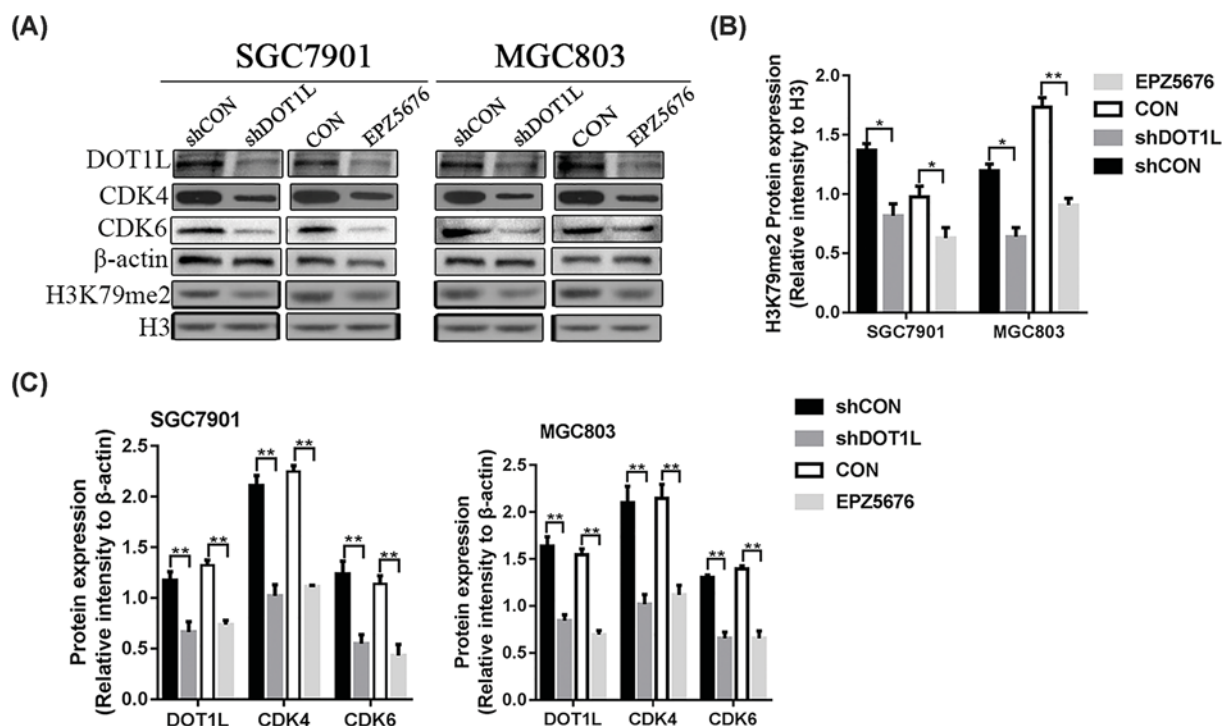 (A)
SGC7901 MGC803
shCON shDOT1L CON EPZ5676 shCON shDOT1L CON EPZ5676
DOT1L
CDK4
CDK6
β-actin
H3K79me2
H3
(B)
H3K79me2 Protein expression
(Relative intensity to H3)
2.0
1.5
1.0
0.5
0.0
* * * **
SGC7901 MGC803
EPZ5676
CON
shDOT1L
shCON
(C)
SGC7901
Protein expression
(Relative intensity to β-actin)
2.5
2.0
1.5
1.0
0.5
0.0
** ** ** ** ** **
DOT1L CDK4 CDK6
MGC803
Protein expression
(Relative intensity to β-actin)
2.5
2.0
1.5
1.0
0.5
0.0
** ** ** ** ** **
DOT1L CDK4 CDK6
shCON
shDOT1L
CON
EPZ5676